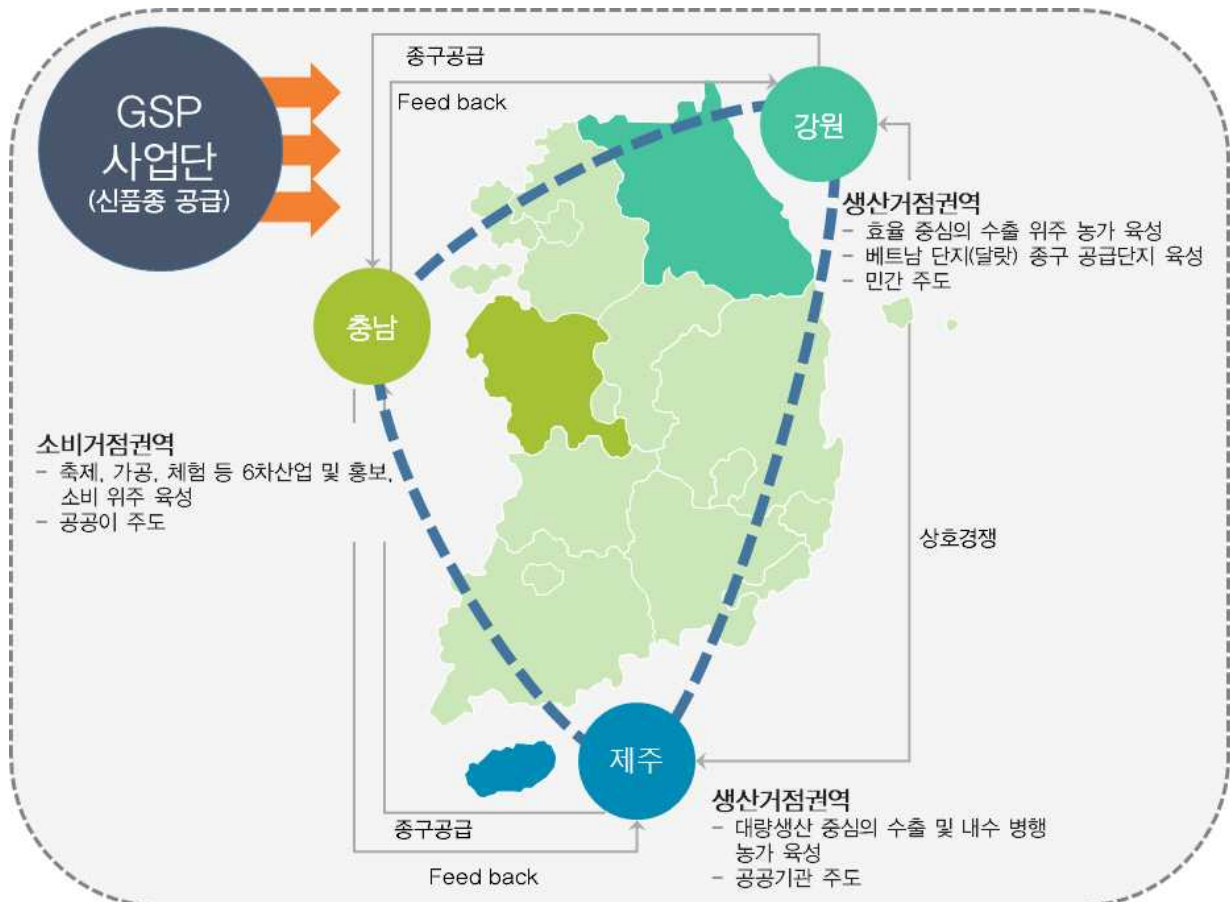 종구공급
Feed back
GSP
사업단
(신품종 공급)
강원
생산거점권역
- 효율 중심의 수출 위주 농가 육성
- 베트남 단지(달랏) 종구 공급단지 육성
- 민간 주도
충남
소비거점권역
- 축제, 가공, 체험 등 6차산업 및 홍보,
소비 위주 육성
- 공공이 주도
상호경쟁
제주
생산거점권역
- 대량생산 중심의 수출 및 내수 병행
농가 육성
- 공공기관 주도
종구공급
Feed back